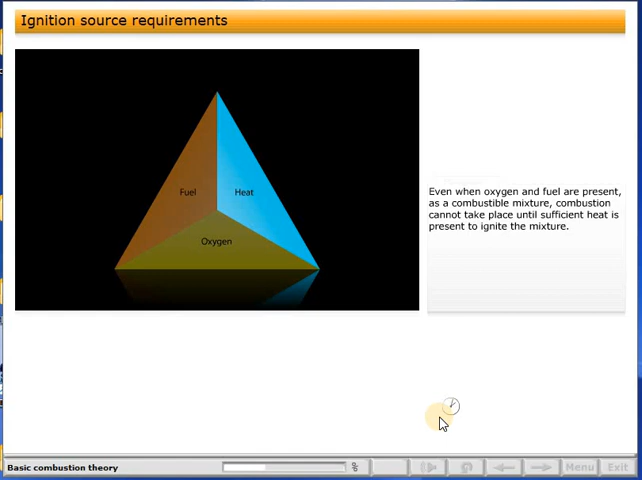 Ignition source requirements
Fuel
Heat
Oxygen
Even when oxygen and fuel are present,
as a combustible mixture, combustion
cannot take place until sufficient heat is
present to ignite the mixture.
Basic combustion theory
Menu
Exit